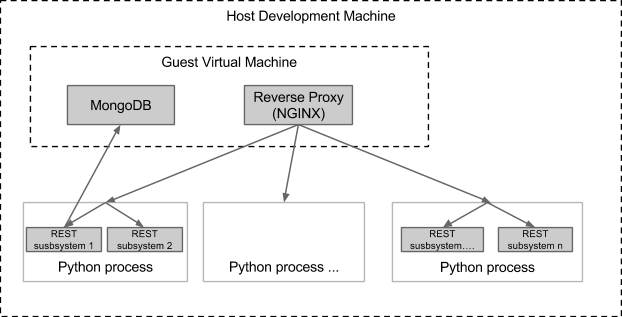 Host Development Machine
Guest Virtual Machine
MongoDB
Reverse Proxy
(NGINX)
REST
susbsystem 1
REST
subsystem 2
REST
susbsystem....
REST
subsystem n
Python process
Python process ...
Python process